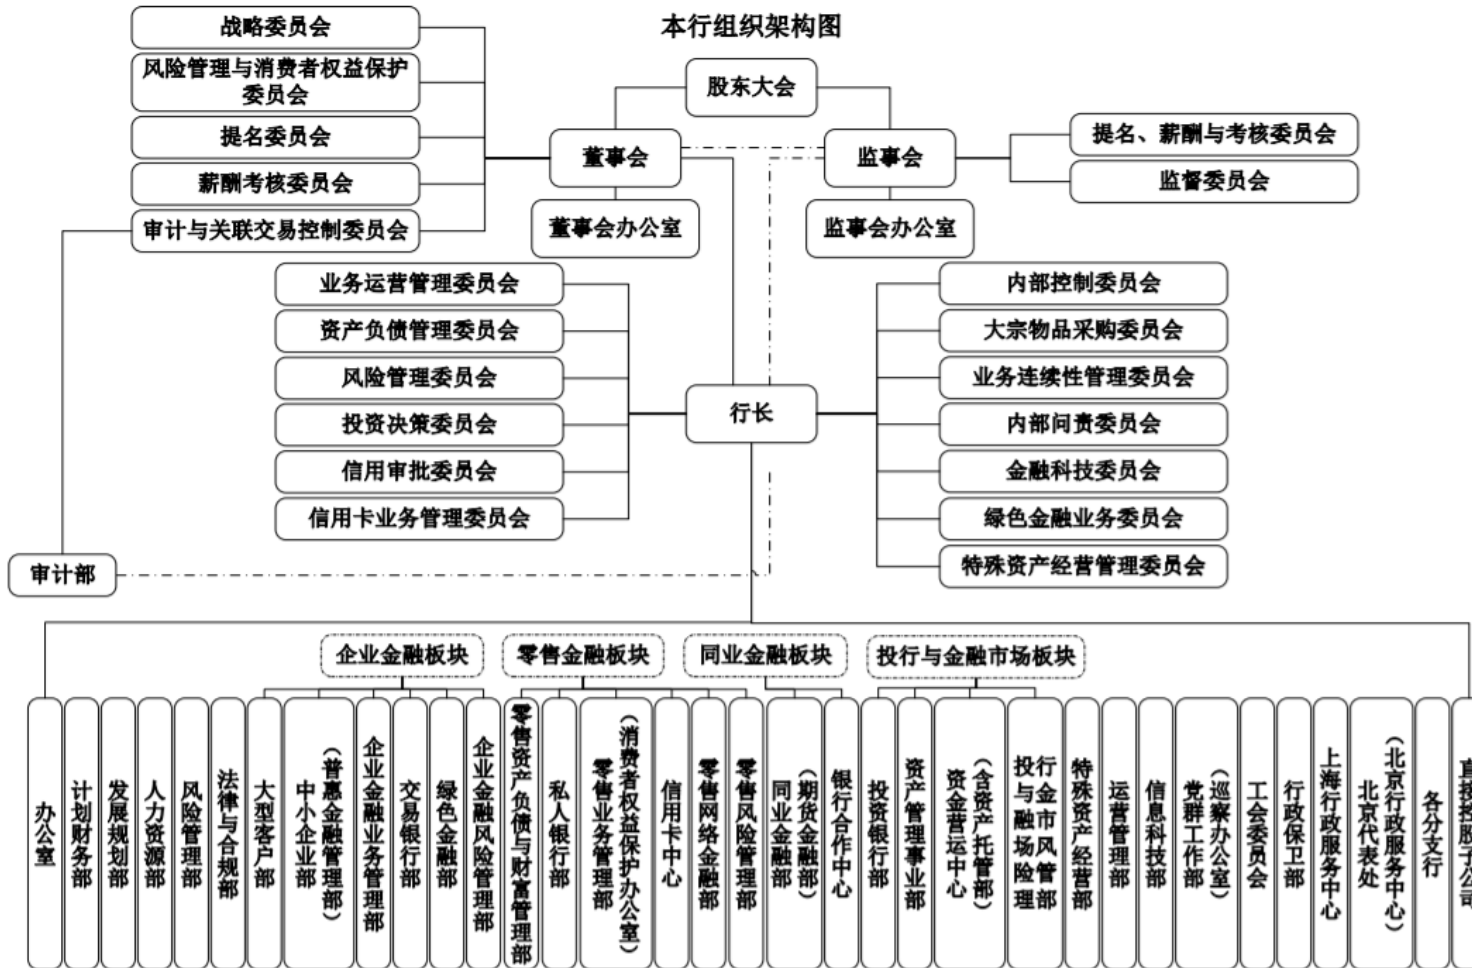 本行组织架构图
股东大会
董事会
监事会
董事会办公室
监事会办公室
战略委员会
风险管理与消费者权益保护
委员会
提名委员会
薪酬考核委员会
审计与关联交易控制委员会
提名、薪酬与考核委员会
监督委员会
业务运营管理委员会
资产负债管理委员会
风险管理委员会
投资决策委员会
信用审批委员会
信用卡业务管理委员会
行长
内部控制委员会
大宗物品采购委员会
业务连续性管理委员会
内部问责委员会
金融科技委员会
绿色金融业务委员会
特殊资产经营管理委员会
审计部
企业金融板块
零售金融板块
同业金融板块
投行与金融市场板块
办公室
计划财务部
发展规划部
人力资源部
风险管理部
法律与合规部
大型客户部
中小企业部
（普惠金融管理部）
企业金融业务管理部
交易银行部
绿色金融部
企业金融风险管理部
零售资产负债与财富管理部
私人银行部
零售业务管理部
（消费者权益保护办公室）
信用卡中心
零售网络金融部
零售风险管理部
同业金融部
（期货金融部）
银行合作中心
投资银行部
资产管理事业部
资金营运中心
（含资产托管部）
投行与金融市场风险管理部
特殊资产经营部
运营管理部
信息科技部
党群工作部
（巡察办公室）
工会委员会
行政保卫部
上海行政服务中心
北京代表处
（北京行政服务中心）
各分支行
直接控股子公司